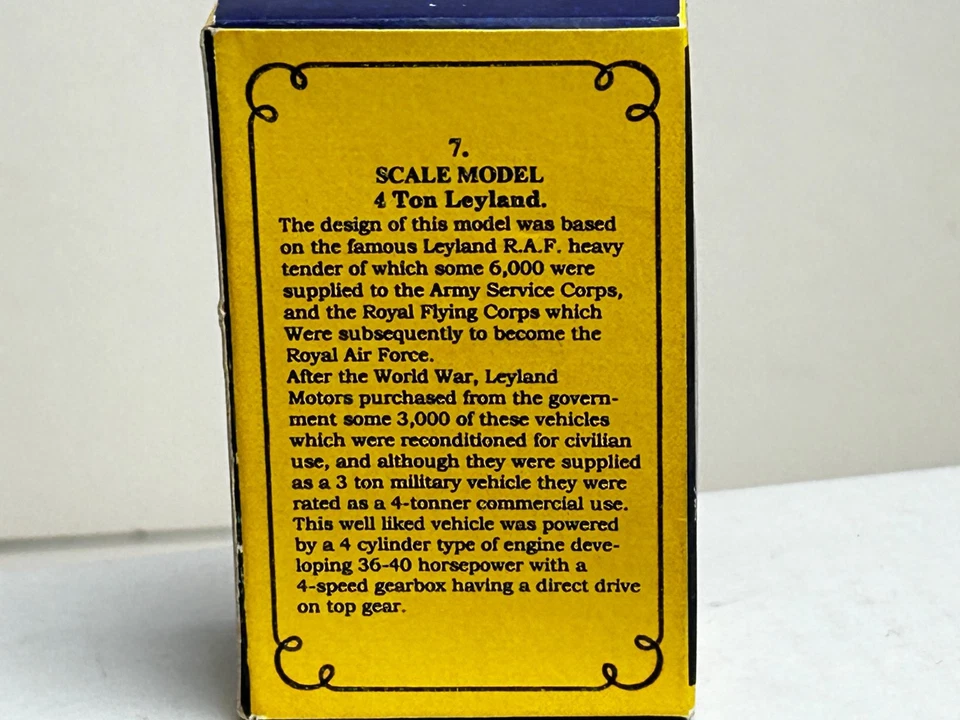 7.
SCALE MODEL
4 Ton Leyland.
The design of this model was based
on the famous Leyland R.A.F. heavy
tender of which some 6,000 were
supplied to the Army Service Corps,
and the Royal Flying Corps which
Were subsequently to become the
Royal Air Force.
After the World War, Leyland
Motors purchased from the govern-
ment some 3,000 of these vehicles
which were reconditioned for civilian
use, and although they were supplied
as a 3 ton military vehicle they were
rated as a 4-tonner commercial use.
This well liked vehicle was powered
by a 4 cylinder type of engine deve-
loping 36-40 horsepower with a
4-speed gearbox having a direct drive
on top gear.